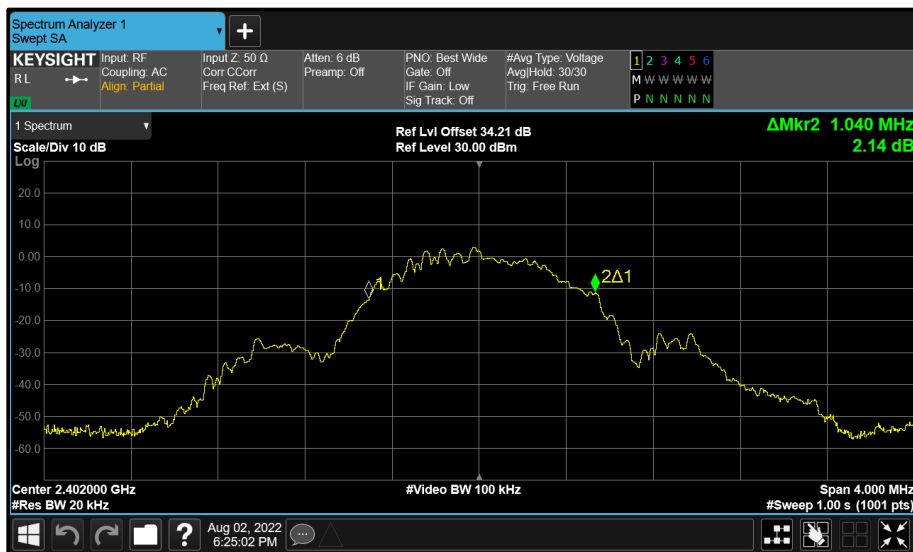 Spectrum Analyzer 1
Swept SA
KEYSIGHT
R L
LXI
Input: RF
Coupling: AC
Align: Partial
Input Z: 50 Ω
Corr CCorr
Freq Ref: Ext (S)
Atten: 6 dB
Preamp: Off
PNO: Best Wide
Gate: Off
IF Gain: Low
Sig Track: Off
#Avg Type: Voltage
Avg|Hold: 30/30
Trig: Free Run
1 2 3 4 5 6
M W W W W W
P N N N N N
1 Spectrum
Scale/Div 10 dB
Log
Ref Lvl Offset 34.21 dB
Ref Level 30.00 dBm
ΔMkr2 1.040 MHz
2.14 dB
20.0
10.0
0.00
-10.0
-20.0
-30.0
-40.0
-50.0
-60.0
1
2Δ1
Center 2.402000 GHz
#Res BW 20 kHz
#Video BW 100 kHz
Span 4.000 MHz
#Sweep 1.00 s (1001 pts)
?
Aug 02, 2022
6:25:02 PM